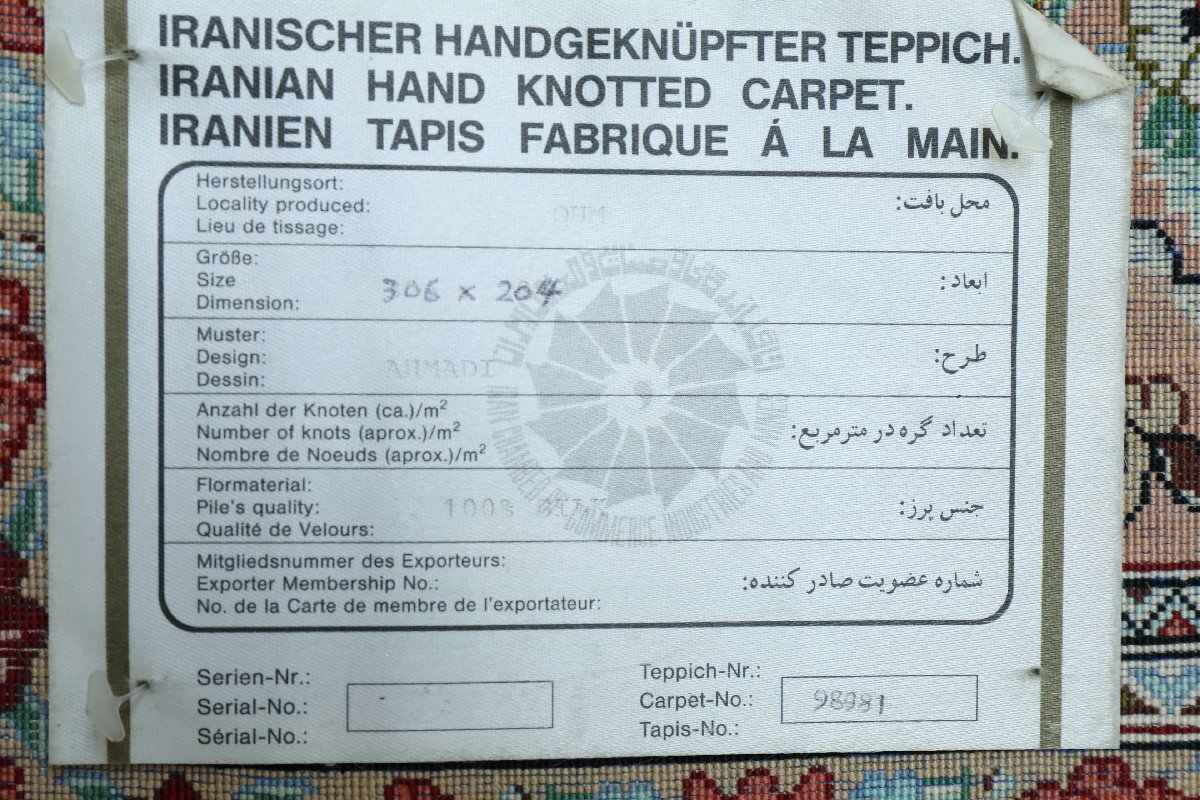 IRANISCHER HANDGEKNÜPFTER TEPPICH.
IRANIAN HAND KNOTTED CARPET.
IRANIEN TAPIS FABRIQUE Á LA MAIN.
Herstellungsort:
Locality produced:
Lieu de tissage:
QUM
محل بافت:
Größe:
Size
Dimension:
306 x 204
ابعاد:
Muster:
Design:
Dessin:
AHMADI
طرح:
Anzahl der Knoten (ca.)/m²
Number of knots (aprox.)/m²
Nombre de Noeuds (aprox.)/m²
تعداد گره در مترمربع:
Flormaterial:
Pile's quality:
Qualité de Velours:
جنس پرز:
Mitgliedsnummer des Exporteurs:
Exporter Membership No.:
No. de la Carte de membre de l'exportateur:
شماره عضویت صادر کننده:
Serien-Nr.:
Serial-No.:
Sérial-No.:
-
Teppich-Nr.:
Carpet-No.:
Tapis-No.: